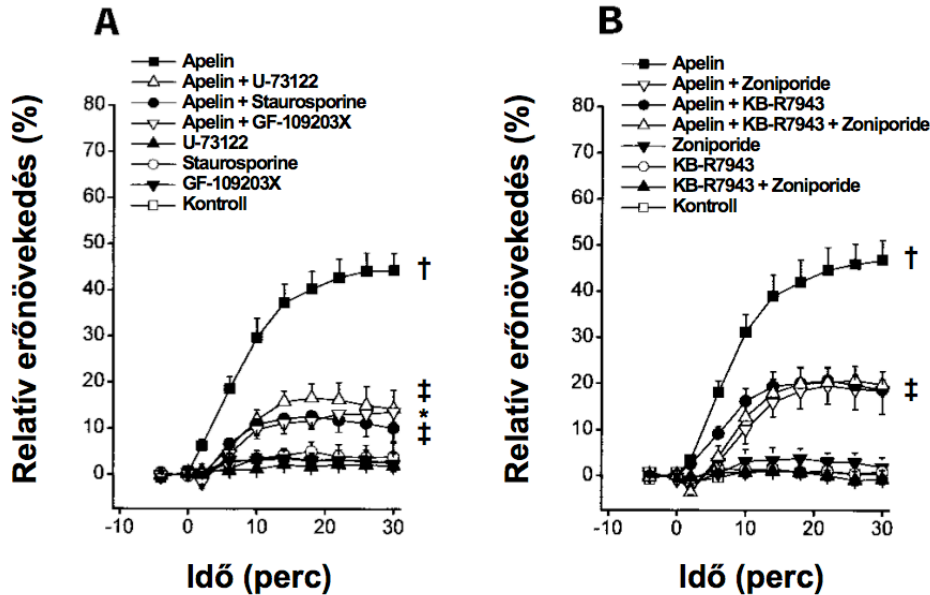 A
Apelin
Apelin + U-73122
Apelin + Staurosporine
Apelin + GF-109203X
U-73122
Staurosporine
GF-109203X
Kontroll
Relatív erőnövekedés (%)
80
70
60
50
40
30
20
10
0
-10
0
10
20
30
†
‡
*
‡
Idő (perc)
B
Apelin
Apelin + Zoniporide
Apelin + KB-R7943
Apelin + KB-R7943 + Zoniporide
Zoniporide
KB-R7943
KB-R7943 + Zoniporide
Kontroll
Relatív erőnövekedés (%)
80
70
60
50
40
30
20
10
0
-10
0
10
20
30
†
‡
Idő (perc)